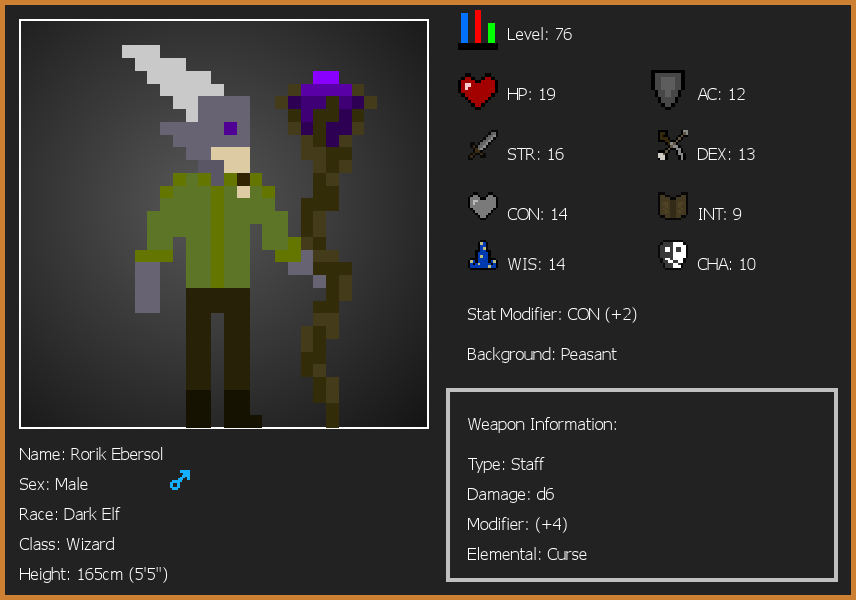 Level: 76
HP: 19
AC: 12
STR: 16
DEX: 13
CON: 14
INT: 9
WIS: 14
CHA: 10
Stat Modifier: CON (+2)
Background: Peasant
Weapon Information:
Type: Staff
Damage: d6
Modifier: (+4)
Elemental: Curse
Name: Rorik Ebersol
Sex: Male
Race: Dark Elf
Class: Wizard
Height: 165cm (5'5")